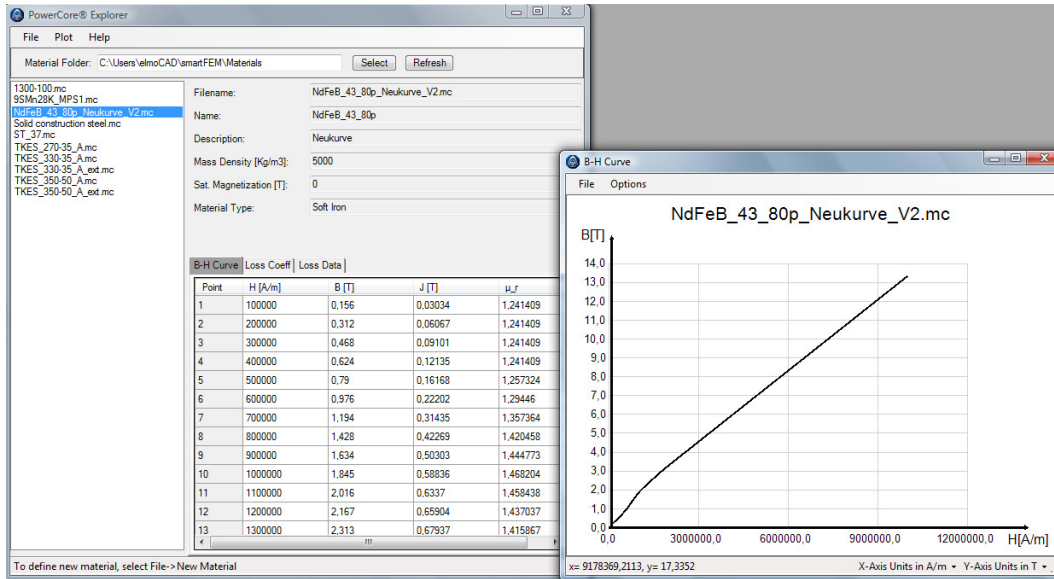 PowerCore® Explorer
File Plot Help
Material Folder: C:\Users\elmoCAD\smartFEM\Materials Select Refresh
1300-100.mc
9SMn28K_MPS1.mc
NdFeB_43_80p_Neukurve_V2.mc
Solid construction steel.mc
ST_37.mc
TKES_270-35_A.mc
TKES_330-35_A.mc
TKES_330-35_A_ext.mc
TKES_350-50_A.mc
TKES_350-50_A_ext.mc
Filename: NdFeB_43_80p_Neukurve_V2.mc
Name: NdFeB_43_80p
Description: Neukurve
Mass Density [Kg/m3]: 5000
Sat. Magnetization [T]: 0
Material Type: Soft Iron
B-H Curve Loss Coeff Loss Data
Point H [A/m] B [T] J [T] µ_r
1 100000 0,156 0,03034 1,241409
2 200000 0,312 0,06067 1,241409
3 300000 0,468 0,09101 1,241409
4 400000 0,624 0,12135 1,241409
5 500000 0,79 0,16168 1,257324
6 600000 0,976 0,22202 1,29446
7 700000 1,194 0,31435 1,357364
8 800000 1,428 0,42269 1,420458
9 900000 1,634 0,50303 1,444773
10 1000000 1,845 0,58836 1,468204
11 1100000 2,016 0,6337 1,458438
12 1200000 2,167 0,65904 1,437037
13 1300000 2,313 0,67937 1,415867
To define new material, select File->New Material
B-H Curve
File Options
NdFeB_43_80p_Neukurve_V2.mc
B[T]
14,0
13,0
12,0
11,0
10,0
9,0
8,0
7,0
6,0
5,0
4,0
3,0
2,0
1,0
0,0
0,0 3000000,0 6000000,0 9000000,0 12000000,0 H[A/m]
x= 9178369,2113, y= 17,3352 X-Axis Units in A/m Y-Axis Units in T